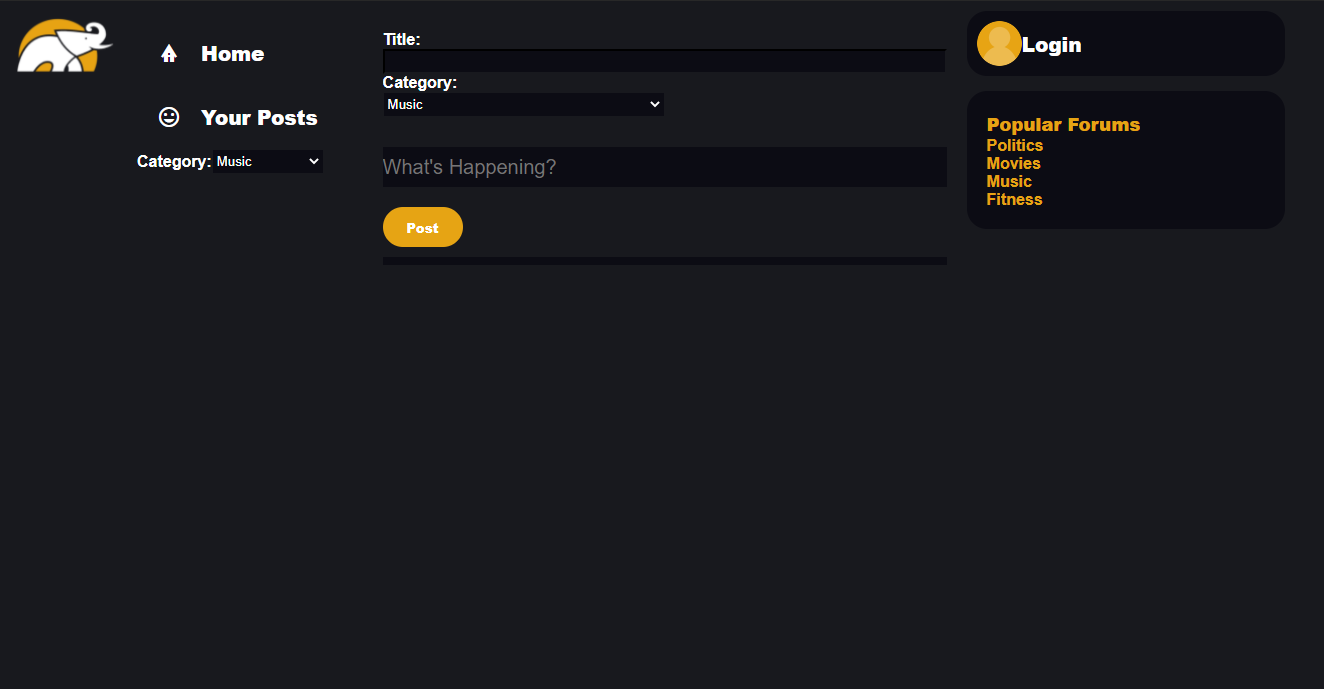 Home
Your Posts
Category: Music
Title:
Category:
Music
What's Happening?
Post
Login
Popular Forums
Politics
Movies
Music
Fitness